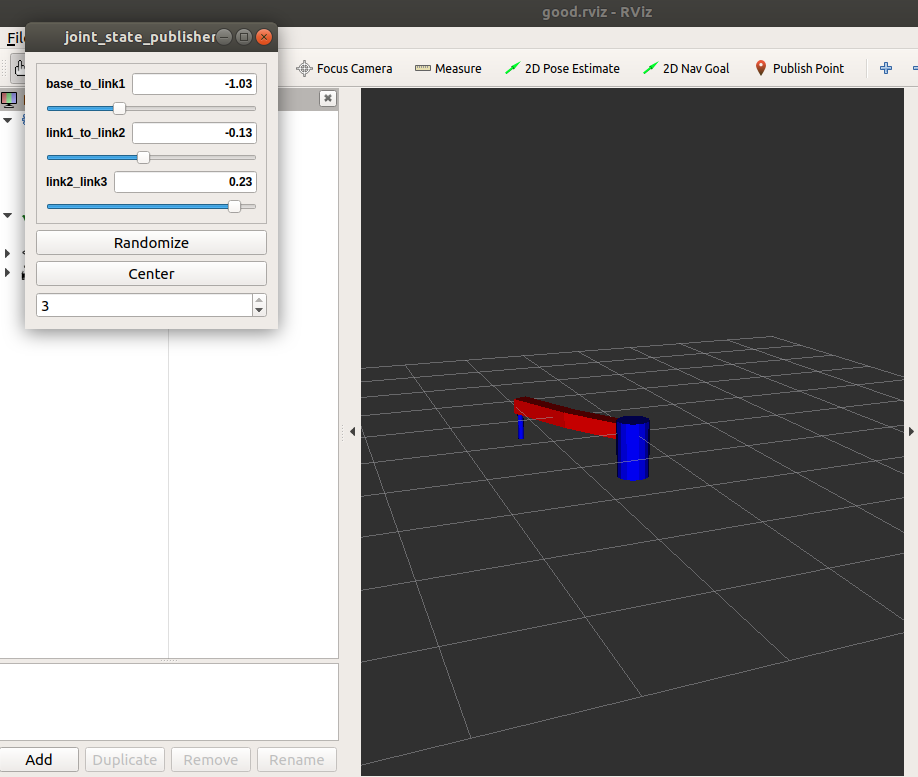 good.rviz - RViz
joint_state_publisher
Focus Camera
Measure
2D Pose Estimate
2D Nav Goal
Publish Point
base_to_link1 -1.03
link1_to_link2 -0.13
link2_link3 0.23
Randomize
Center
3
Add
Duplicate
Remove
Rename